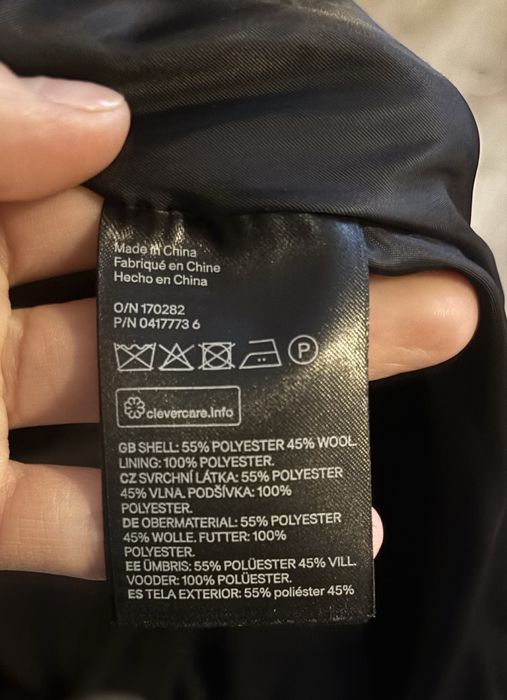 Made in China
Fabriqué en Chine
Hecho en China
O/N 170282
P/N 0417773 6
P
clevercare.info
GB SHELL: 55% POLYESTER 45% WOOL.
LINING: 100% POLYESTER.
CZ SVRCHNÍ LÁTKA: 55% POLYESTER
45% VLNA. PODŠÍVKA: 100%
POLYESTER.
DE OBERMATERIAL: 55% POLYESTER
45% WOLLE. FUTTER: 100%
POLYESTER.
EE ÜMBRIS: 55% POLÜESTER 45% VILL.
VOODER: 100% POLÜESTER.
ES TELA EXTERIOR: 55% poliéster 45%